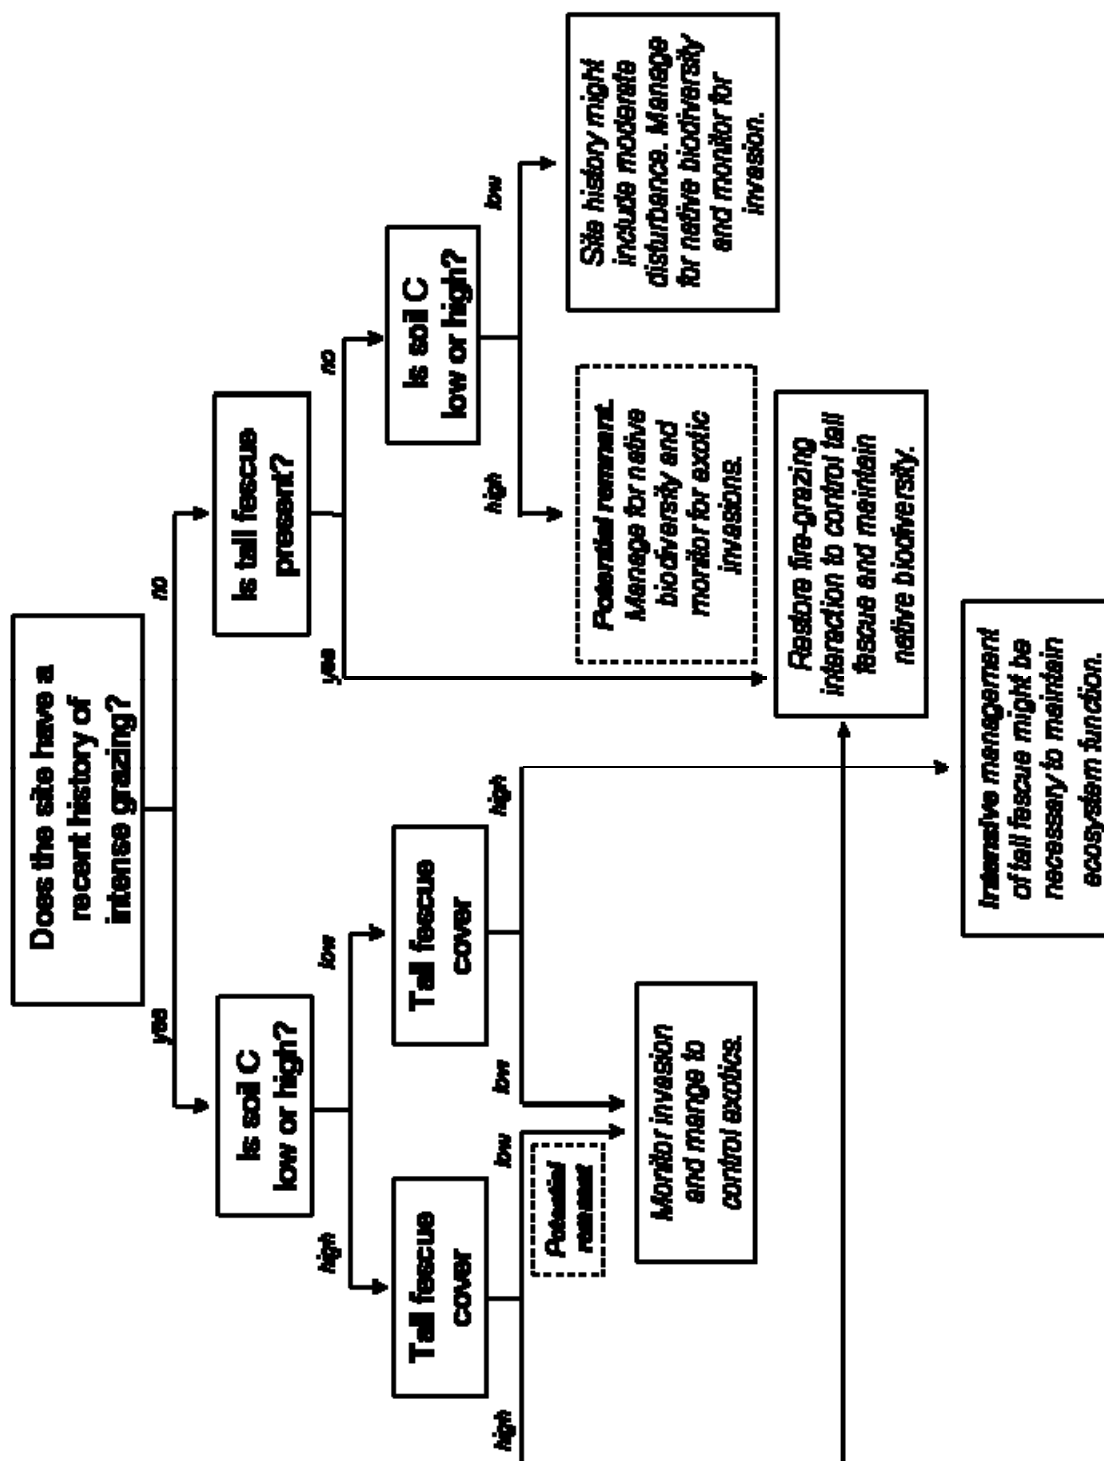 Does the site have a
recent history of
intense grazing?
yes
no
Is soil C
low or high?
Is tall fescue
present?
high
low
yes
no
Tall fescue
cover
Tall fescue
cover
Is soil C
low or high?
high
low
low
high
high
low
Potential
remnant
Monitor invasion
and mange to
control exotics.
Potential remnant.
Manage for native
biodiversity and
monitor for exotic
invasions.
Site history might
include moderate
disturbance. Manage
for native biodiversity
and monitor for
invasion.
Restore fire-grazing
interaction to control tall
fescue and maintain
native biodiversity.
Intensive management
of tall fescue might be
necessary to maintain
ecosystem function.